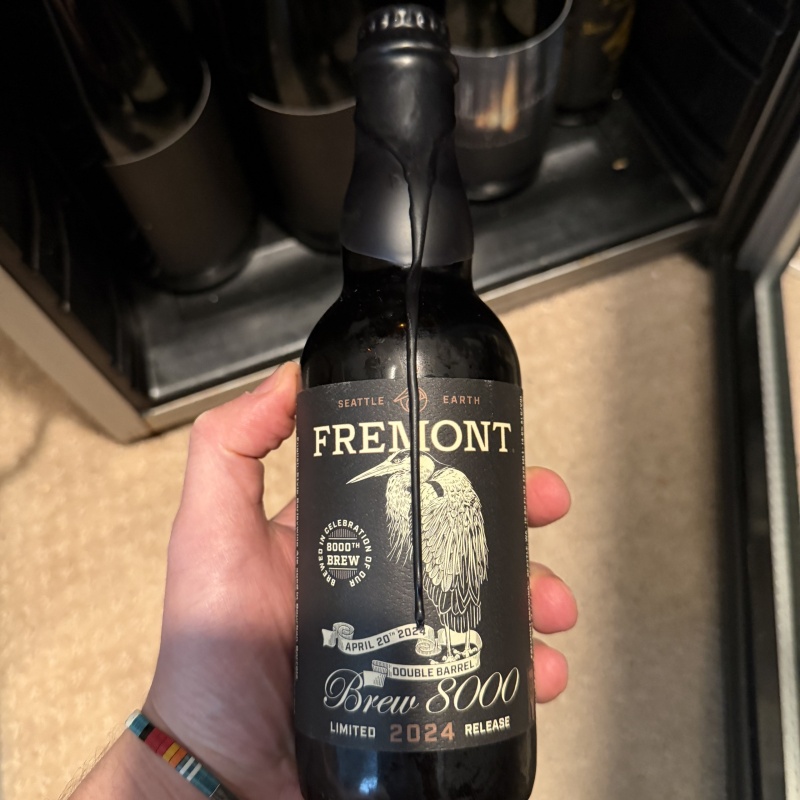 SEATTLE EARTH
FREMONT
BREWED IN CELEBRATION OF OUR
8000TH
BREW
APRIL 20TH 2024
DOUBLE BARREL
Brew 8000
LIMITED 2024 RELEASE